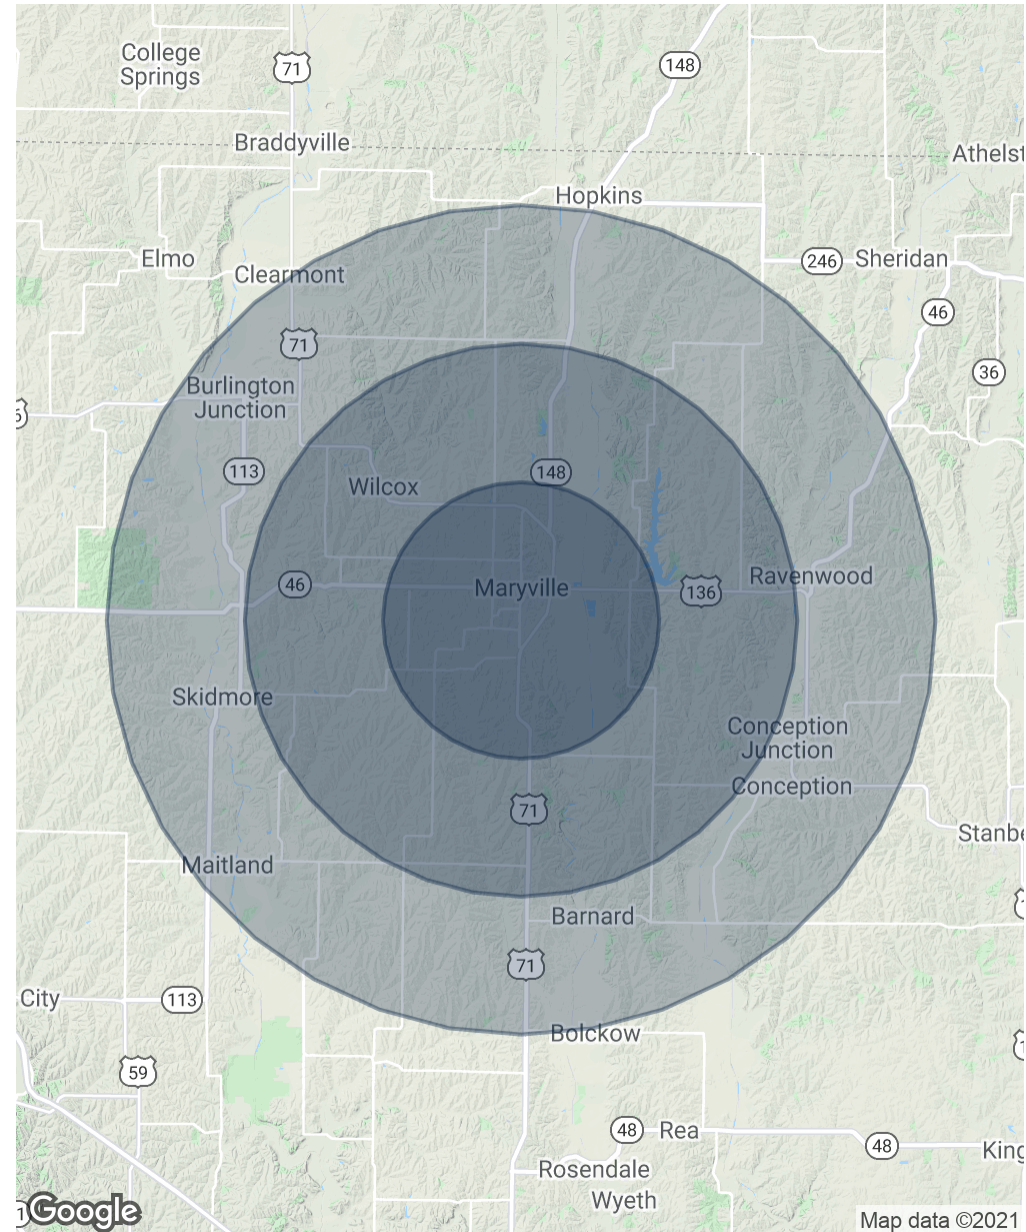 College
Springs
71
148
Braddyville
Athelst
Hopkins
Elmo
246
Sheridan
Clearmont
46
71
36
Burlington
Junction
6
113
148
Wilcox
46
Maryville
136
Ravenwood
Skidmore
Conception
Junction
Conception
71
Stanbe
Maitland
Barnard
71
City
113
Bolckow
59
48
Rea
48
King
Rosendale
Wyeth
Google
Map data ©2021